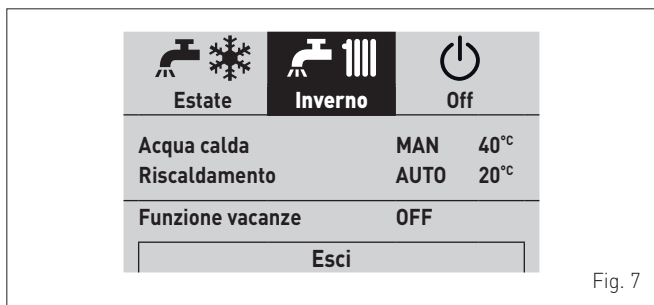 Estate Inverno Off
Acqua calda MAN 40°C
Riscaldamento AUTO 20°C
Funzione vacanze OFF
Esci
Fig. 7